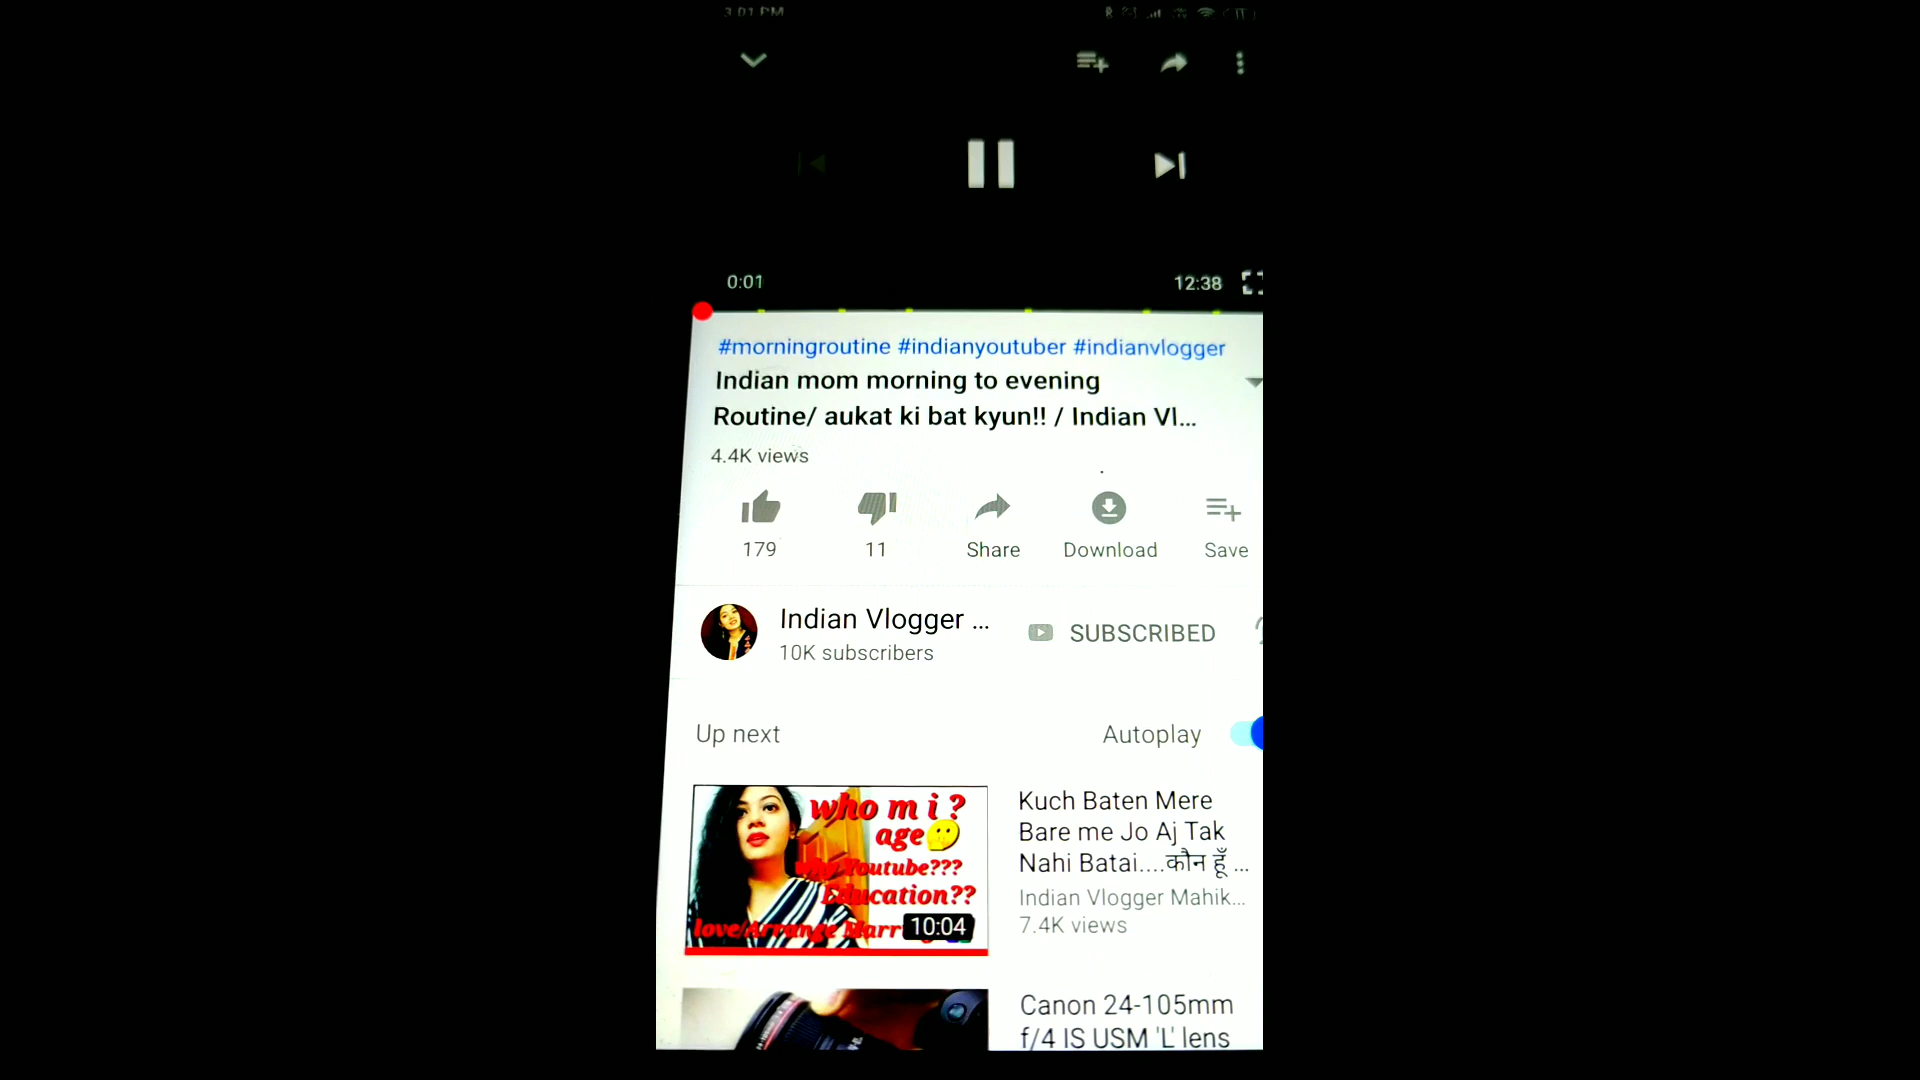 3:01 PM
0:01
12:38
#morningroutine #indianyoutuber #indianvlogger
Indian mom morning to evening
Routine/ aukat ki bat kyun!! / Indian Vl...
4.4K views
179
11
Share
Download
Save
Indian Vlogger ...
10K subscribers
SUBSCRIBED
Up next
Autoplay
who m i ?
age
Youtube???
Education??
love/Arrange Marr
10:04
Kuch Baten Mere
Bare me Jo Aj Tak
Nahi Batai....कौन हूँ ...
Indian Vlogger Mahik...
7.4K views
Canon 24-105mm
f/4 IS USM 'L' lens